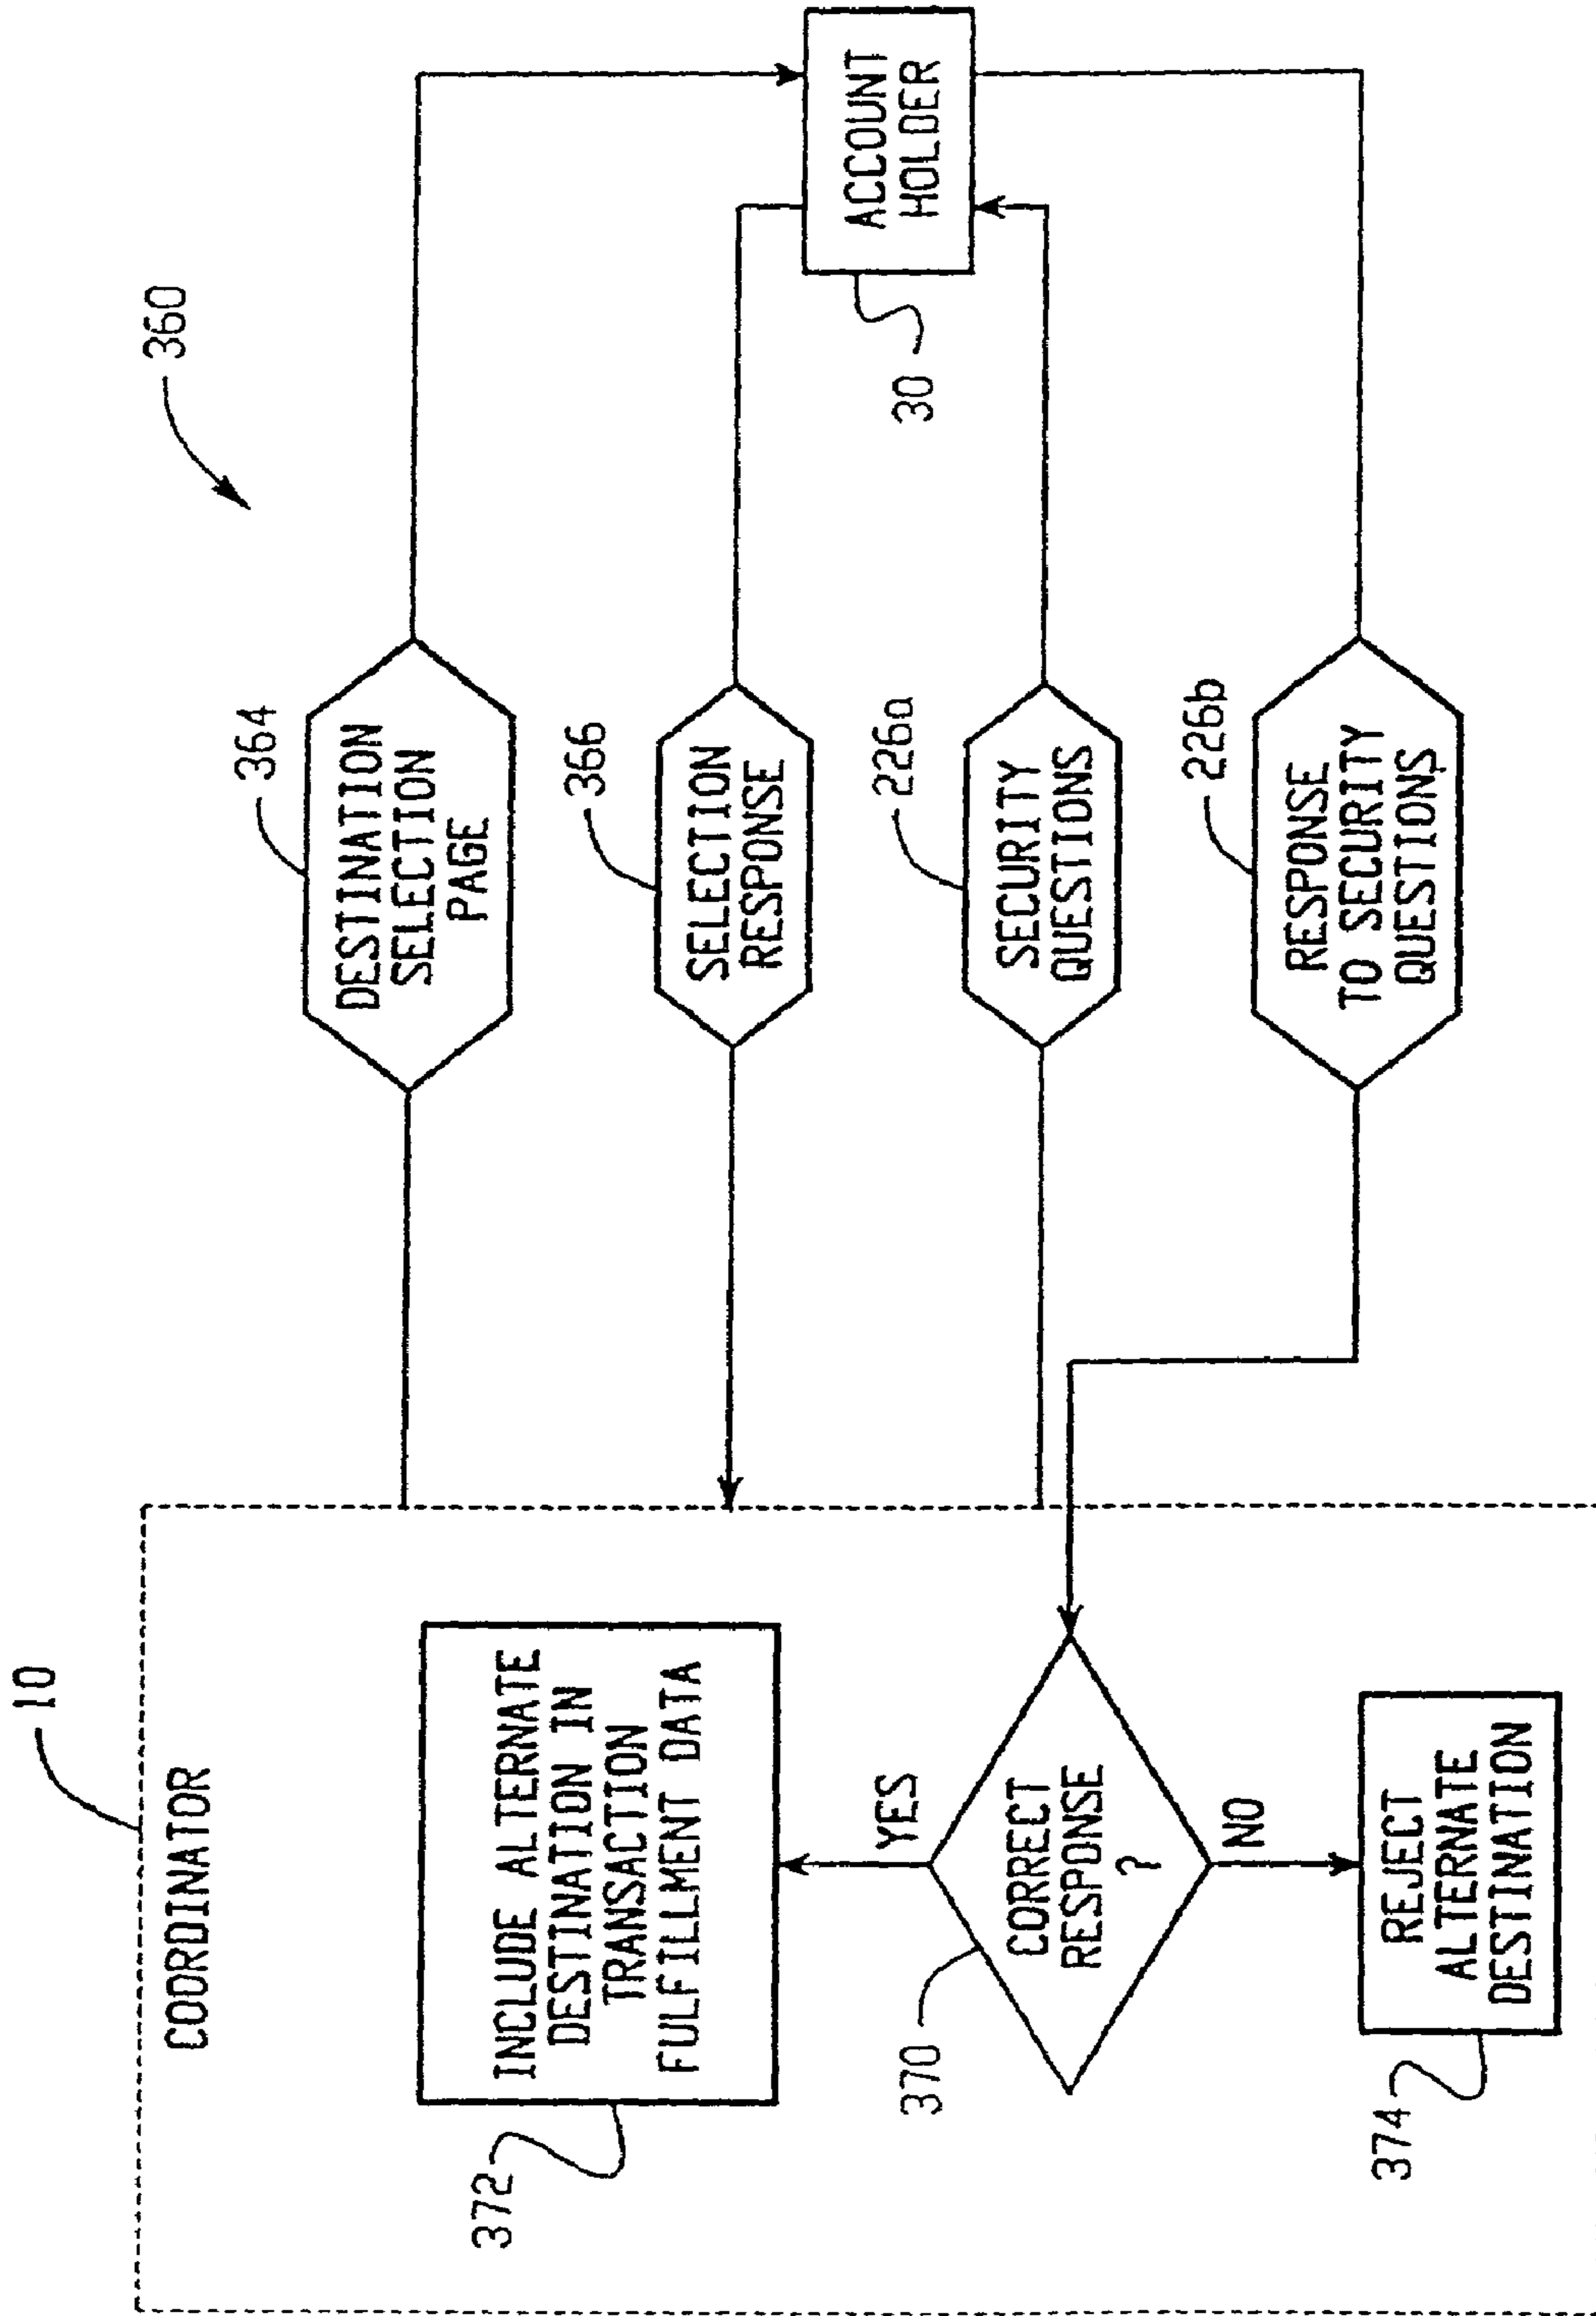 10
COORDINATOR
INCLUDE ALTERNATE
DESTINATION IN
TRANSACTION
FULFILLMENT DATA
372
YES
CORRECT
RESPONSE
?
370
NO
REJECT
ALTERNATE
DESTINATION
374
360
364
DESTINATION
SELECTION
PAGE
366
SELECTION
RESPONSE
226a
SECURITY
QUESTIONS
226b
RESPONSE
TO SECURITY
QUESTIONS
ACCOUNT
HOLDER
30